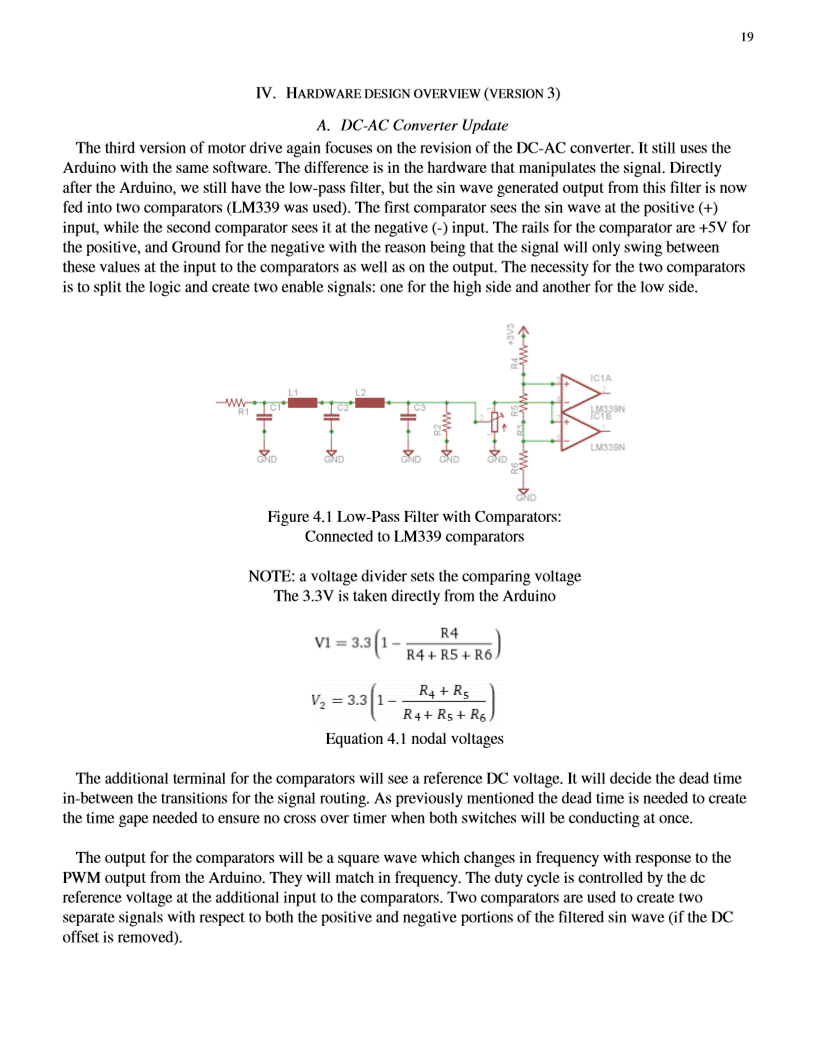 19
IV. HARDWARE DESIGN OVERVIEW (VERSION 3)
A. DC-AC Converter Update
The third version of motor drive again focuses on the revision of the DC-AC converter. It still uses the
Arduino with the same software. The difference is in the hardware that manipulates the signal. Directly
after the Arduino, we still have the low-pass filter, but the sin wave generated output from this filter is now
fed into two comparators (LM339 was used). The first comparator sees the sin wave at the positive (+)
input, while the second comparator sees it at the negative (-) input. The rails for the comparator are +5V for
the positive, and Ground for the negative with the reason being that the signal will only swing between
these values at the input to the comparators as well as on the output. The necessity for the two comparators
is to split the logic and create two enable signals: one for the high side and another for the low side.
+3V3
R4
IC1A
L1 L2
R1 C1 C2 C3 R5 LM339N
IC1B
R2 R3
LM339N
GND GND GND GND GND R6
GND
Figure 4.1 Low-Pass Filter with Comparators:
Connected to LM339 comparators
NOTE: a voltage divider sets the comparing voltage
The 3.3V is taken directly from the Arduino
V1 = 3.3 (1 − R4 / (R4 + R5 + R6))
V₂ = 3.3 (1 − (R₄ + R₅) / (R₄ + R₅ + R₆))
Equation 4.1 nodal voltages
The additional terminal for the comparators will see a reference DC voltage. It will decide the dead time
in-between the transitions for the signal routing. As previously mentioned the dead time is needed to create
the time gape needed to ensure no cross over timer when both switches will be conducting at once.
The output for the comparators will be a square wave which changes in frequency with response to the
PWM output from the Arduino. They will match in frequency. The duty cycle is controlled by the dc
reference voltage at the additional input to the comparators. Two comparators are used to create two
separate signals with respect to both the positive and negative portions of the filtered sin wave (if the DC
offset is removed).